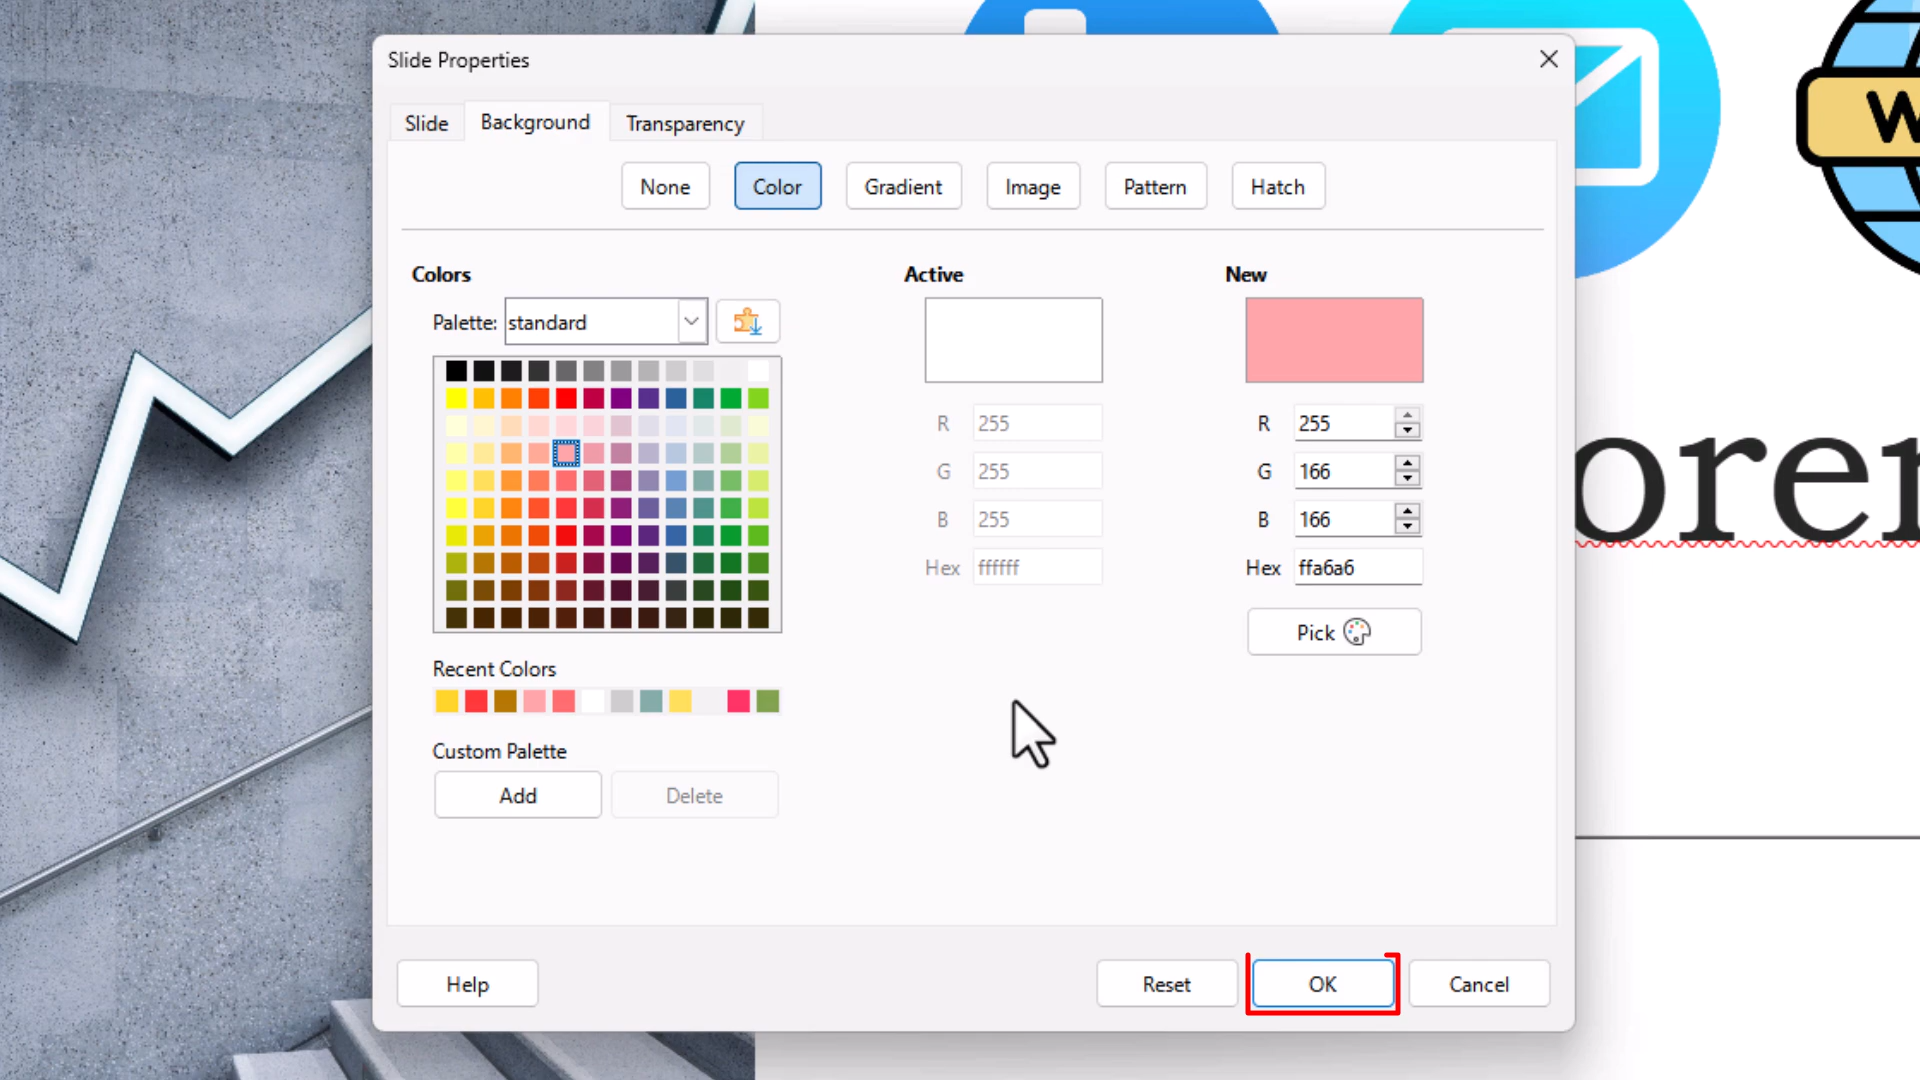 Slide Properties
Slide Background Transparency
None Color Gradient Image Pattern Hatch
Colors
Palette: standard
Active
New
R 255
G 255
B 255
Hex ffffff
R 255
G 166
B 166
Hex ffa6a6
Pick
Recent Colors
Custom Palette
Add Delete
Help Reset OK Cancel
W
orer